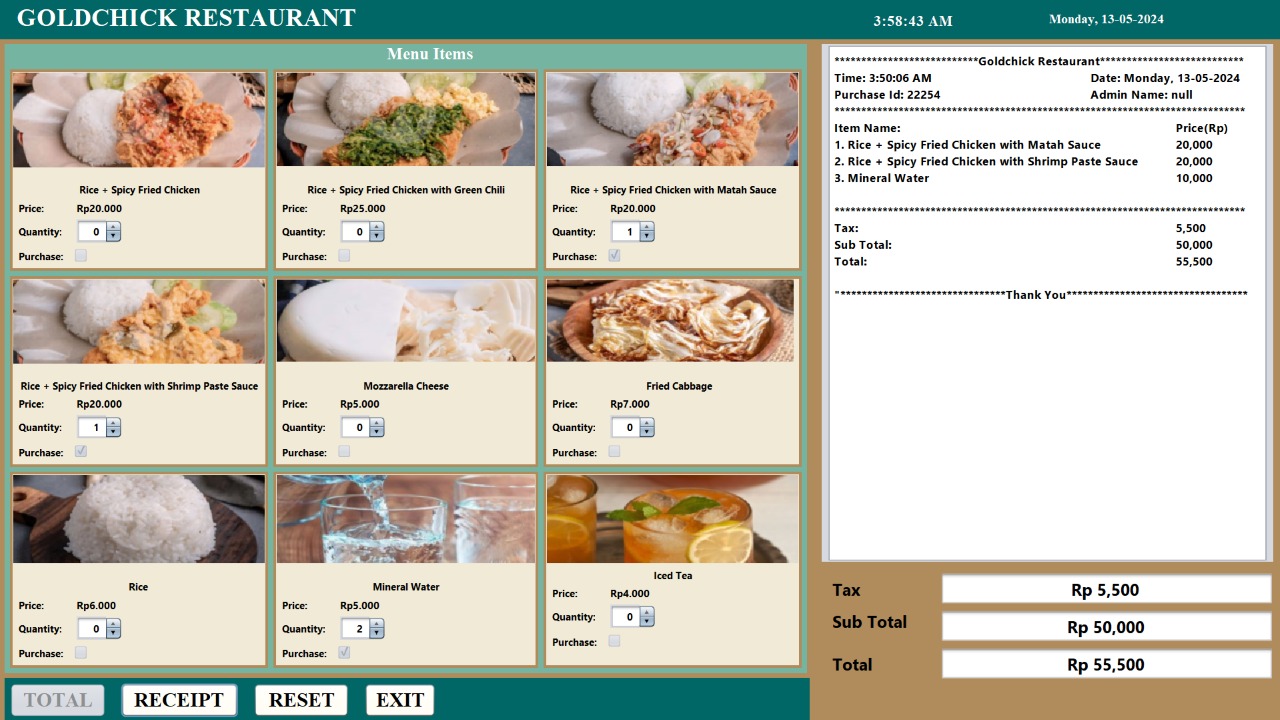 GOLDCHICK RESTAURANT
3:58:43 AM
Monday, 13-05-2024
Menu Items
Rice + Spicy Fried Chicken
Price: Rp20.000
Quantity: 0
Purchase:
Rice + Spicy Fried Chicken with Green Chili
Price: Rp25.000
Quantity: 0
Purchase:
Rice + Spicy Fried Chicken with Matah Sauce
Price: Rp20.000
Quantity: 1
Purchase:
Rice + Spicy Fried Chicken with Shrimp Paste Sauce
Price: Rp20.000
Quantity: 1
Purchase:
Mozzarella Cheese
Price: Rp5.000
Quantity: 0
Purchase:
Fried Cabbage
Price: Rp7.000
Quantity: 0
Purchase:
Rice
Price: Rp6.000
Quantity: 0
Purchase:
Mineral Water
Price: Rp5.000
Quantity: 2
Purchase:
Iced Tea
Price: Rp4.000
Quantity: 0
Purchase:
TOTAL
RECEIPT
RESET
EXIT
***************************Goldchick Restaurant***************************
Time: 3:50:06 AM Date: Monday, 13-05-2024
Purchase Id: 22254 Admin Name: null
*****************************************************************************
Item Name: Price(Rp)
1. Rice + Spicy Fried Chicken with Matah Sauce 20,000
2. Rice + Spicy Fried Chicken with Shrimp Paste Sauce 20,000
3. Mineral Water 10,000
*****************************************************************************
Tax: 5,500
Sub Total: 50,000
Total: 55,500
"*******************************Thank You**********************************
Tax Rp 5,500
Sub Total Rp 50,000
Total Rp 55,500